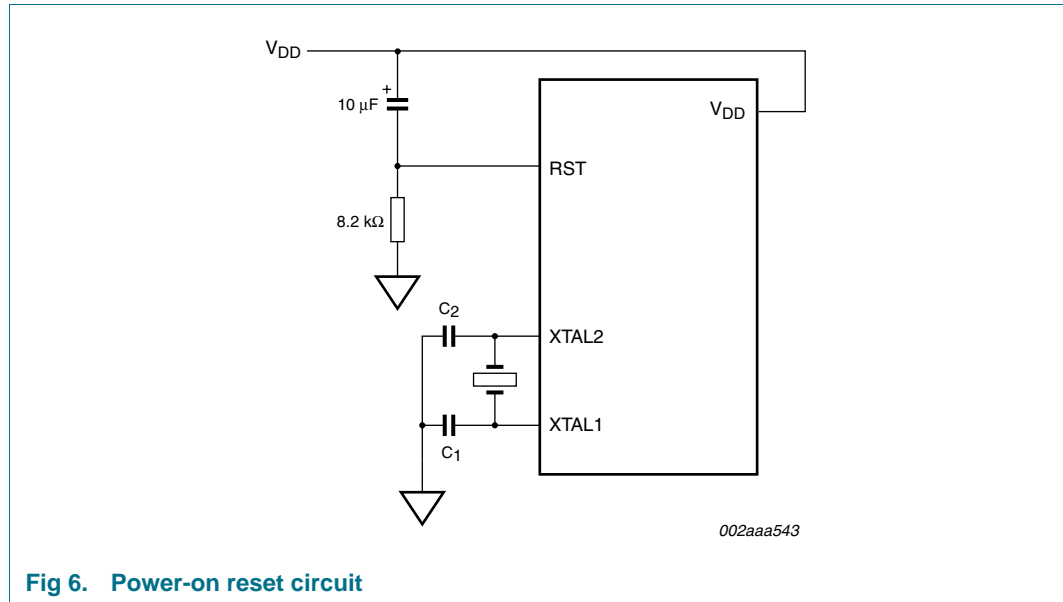 VDD
+
10 μF
VDD
RST
8.2 kΩ
C2
XTAL2
XTAL1
C1
002aaa543
Fig 6. Power-on reset circuit